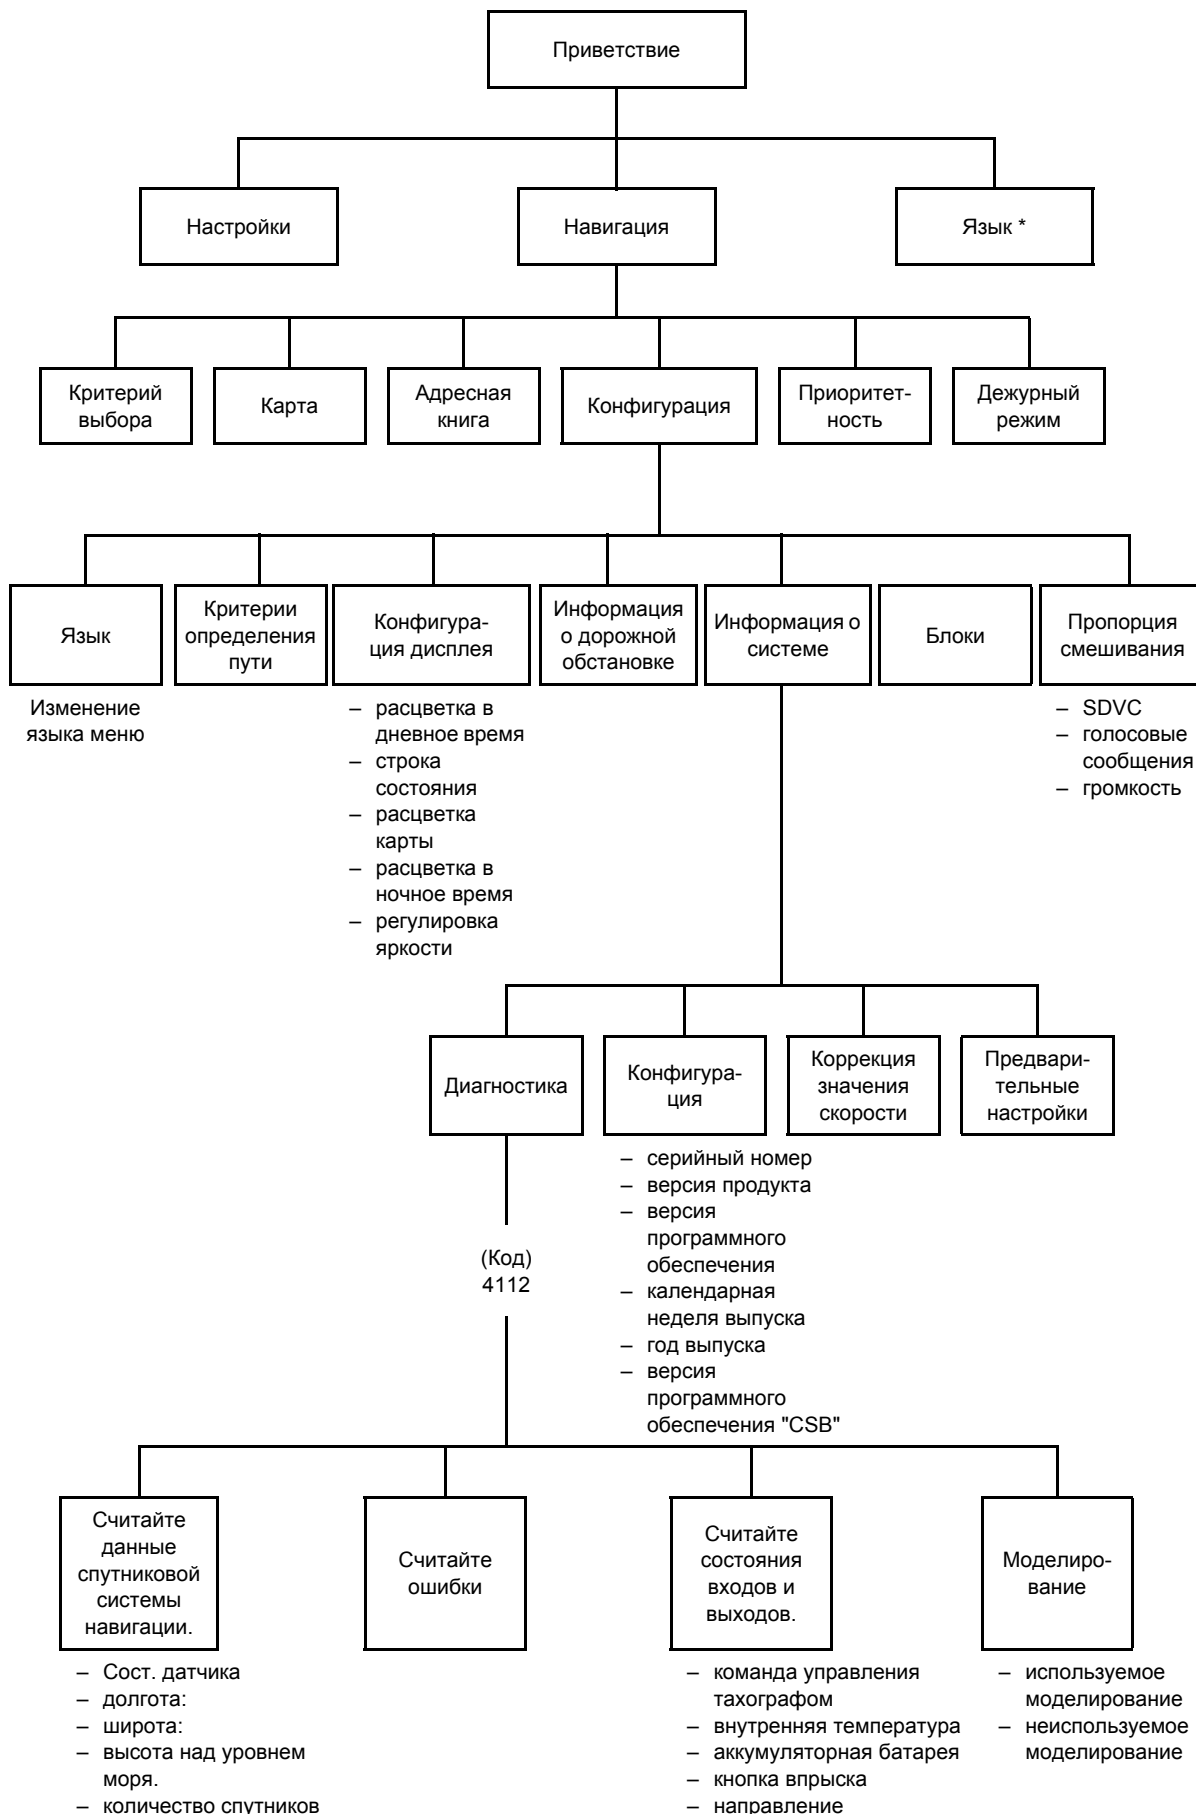 Приветствие
Настройки
Навигация
Язык *
Критерий
выбора
Карта
Адресная
книга
Конфигурация
Приоритет-
ность
Дежурный
режим
Язык
Критерии
определения
пути
Конфигура-
ция дисплея
Информация
о дорожной
обстановке
Информация о
системе
Блоки
Пропорция
смешивания
Изменение
языка меню
– расцветка в
дневное время
– строка
состояния
– расцветка
карты
– расцветка в
ночное время
– регулировка
яркости
– SDVC
– голосовые
сообщения
– громкость
Диагностика
Конфигура-
ция
Коррекция
значения
скорости
Предвари-
тельные
настройки
(Код)
4112
– серийный номер
– версия продукта
– версия
программного
обеспечения
– календарная
неделя выпуска
– год выпуска
– версия
программного
обеспечения "CSB"
Считайте
данные
спутниковой
системы
навигации.
Считайте
ошибки
Считайте
состояния
входов и
выходов.
Моделиро-
вание
– Сост. датчика
– долгота:
– широта:
– высота над уровнем
моря.
– количество спутников
– команда управления
тахографом
– внутренняя температура
– аккумуляторная батарея
– кнопка впрыска
– направление
– используемое
моделирование
– неиспользуемое
моделирование